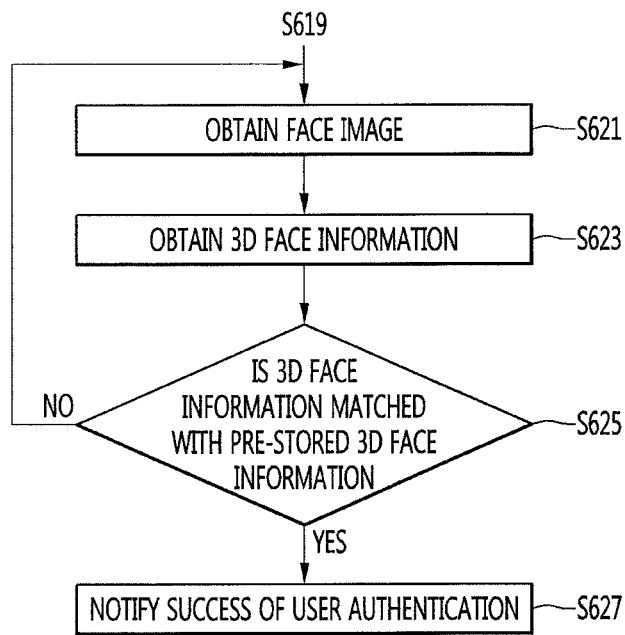 S619
OBTAIN FACE IMAGE
S621
OBTAIN 3D FACE INFORMATION
S623
IS 3D FACE
INFORMATION MATCHED
WITH PRE-STORED 3D FACE
INFORMATION
S625
NO
YES
NOTIFY SUCCESS OF USER AUTHENTICATION
S627